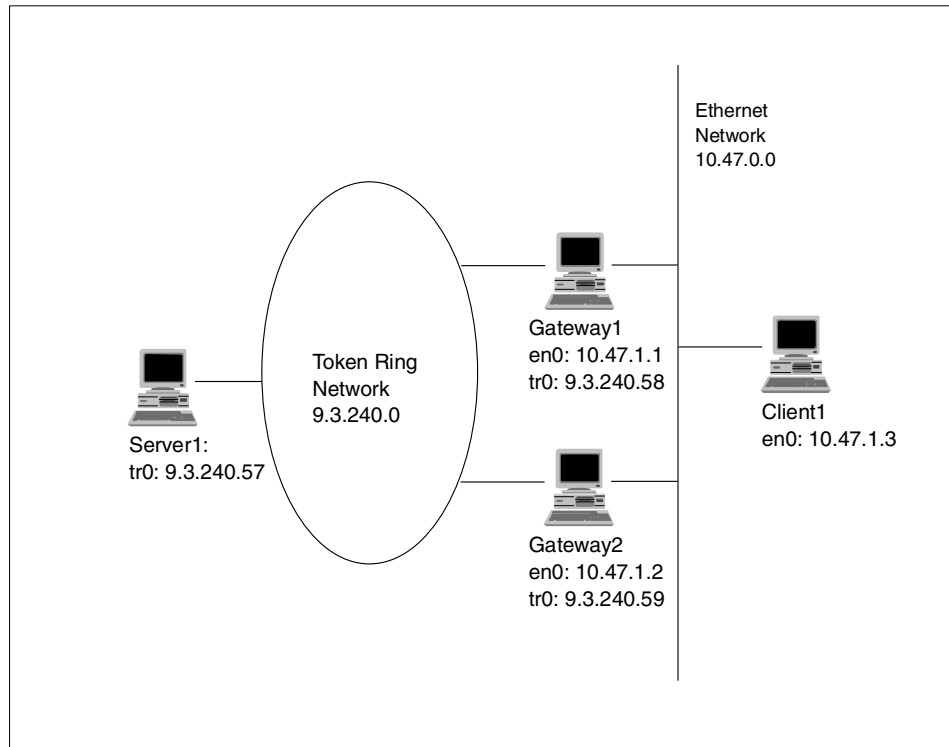 Ethernet
Network
10.47.0.0
Gateway1
en0: 10.47.1.1
tr0: 9.3.240.58
Token Ring
Network
9.3.240.0
Client1
en0: 10.47.1.3
Server1:
tr0: 9.3.240.57
Gateway2
en0: 10.47.1.2
tr0: 9.3.240.59